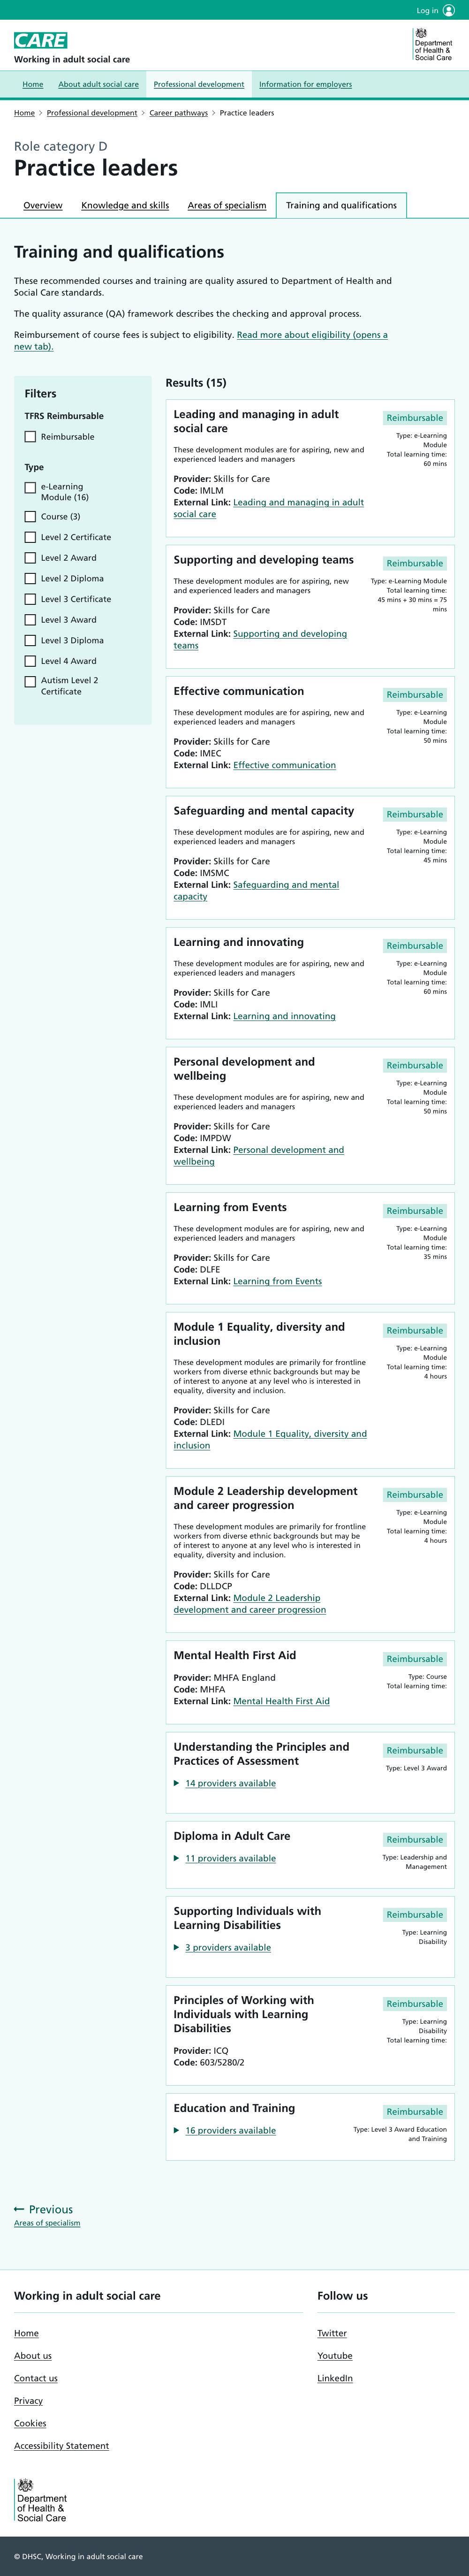 Log in
CARE
Working in adult social care
Department
of Health &
Social Care
Home
About adult social care
Professional development
Information for employers
Home
Professional development
Career pathways
Practice leaders
Role category D
Practice leaders
Overview
Knowledge and skills
Areas of specialism
Training and qualifications
Training and qualifications
These recommended courses and training are quality assured to Department of Health and
Social Care standards.
The quality assurance (QA) framework describes the checking and approval process.
Reimbursement of course fees is subject to eligibility. Read more about eligibility (opens a
new tab).
Filters
TFRS Reimbursable
Reimbursable
Type
e-Learning
Module (16)
Course (3)
Level 2 Certificate
Level 2 Award
Level 2 Diploma
Level 3 Certificate
Level 3 Award
Level 3 Diploma
Level 4 Award
Autism Level 2
Certificate
Results (15)
Leading and managing in adult
social care
These development modules are for aspiring, new and
experienced leaders and managers
Provider: Skills for Care
Code: IMLM
External Link: Leading and managing in adult
social care
Reimbursable
Type: e-Learning
Module
Total learning time:
60 mins
Supporting and developing teams
These development modules are for aspiring, new
and experienced leaders and managers
Provider: Skills for Care
Code: IMSDT
External Link: Supporting and developing
teams
Reimbursable
Type: e-Learning Module
Total learning time:
45 mins + 30 mins = 75
mins
Effective communication
These development modules are for aspiring, new and
experienced leaders and managers
Provider: Skills for Care
Code: IMEC
External Link: Effective communication
Reimbursable
Type: e-Learning
Module
Total learning time:
50 mins
Safeguarding and mental capacity
These development modules are for aspiring, new and
experienced leaders and managers
Provider: Skills for Care
Code: IMSMC
External Link: Safeguarding and mental
capacity
Reimbursable
Type: e-Learning
Module
Total learning time:
45 mins
Learning and innovating
These development modules are for aspiring, new and
experienced leaders and managers
Provider: Skills for Care
Code: IMLI
External Link: Learning and innovating
Reimbursable
Type: e-Learning
Module
Total learning time:
60 mins
Personal development and
wellbeing
These development modules are for aspiring, new and
experienced leaders and managers
Provider: Skills for Care
Code: IMPDW
External Link: Personal development and
wellbeing
Reimbursable
Type: e-Learning
Module
Total learning time:
50 mins
Learning from Events
These development modules are for aspiring, new and
experienced leaders and managers
Provider: Skills for Care
Code: DLFE
External Link: Learning from Events
Reimbursable
Type: e-Learning
Module
Total learning time:
35 mins
Module 1 Equality, diversity and
inclusion
These development modules are primarily for frontline
workers from diverse ethnic backgrounds but may be
of interest to anyone at any level who is interested in
equality, diversity and inclusion.
Provider: Skills for Care
Code: DLEDI
External Link: Module 1 Equality, diversity and
inclusion
Reimbursable
Type: e-Learning
Module
Total learning time:
4 hours
Module 2 Leadership development
and career progression
These development modules are primarily for frontline
workers from diverse ethnic backgrounds but may be
of interest to anyone at any level who is interested in
equality, diversity and inclusion.
Provider: Skills for Care
Code: DLLDCP
External Link: Module 2 Leadership
development and career progression
Reimbursable
Type: e-Learning
Module
Total learning time:
4 hours
Mental Health First Aid
Provider: MHFA England
Code: MHFA
External Link: Mental Health First Aid
Reimbursable
Type: Course
Total learning time:
Understanding the Principles and
Practices of Assessment
14 providers available
Reimbursable
Type: Level 3 Award
Diploma in Adult Care
11 providers available
Reimbursable
Type: Leadership and
Management
Supporting Individuals with
Learning Disabilities
3 providers available
Reimbursable
Type: Learning
Disability
Principles of Working with
Individuals with Learning
Disabilities
Provider: ICQ
Code: 603/5280/2
Reimbursable
Type: Learning
Disability
Total learning time:
Education and Training
16 providers available
Reimbursable
Type: Level 3 Award Education
and Training
Previous
Areas of specialism
Working in adult social care
Home
About us
Contact us
Privacy
Cookies
Accessibility Statement
Follow us
Twitter
Youtube
LinkedIn
Department
of Health &
Social Care
© DHSC, Working in adult social care